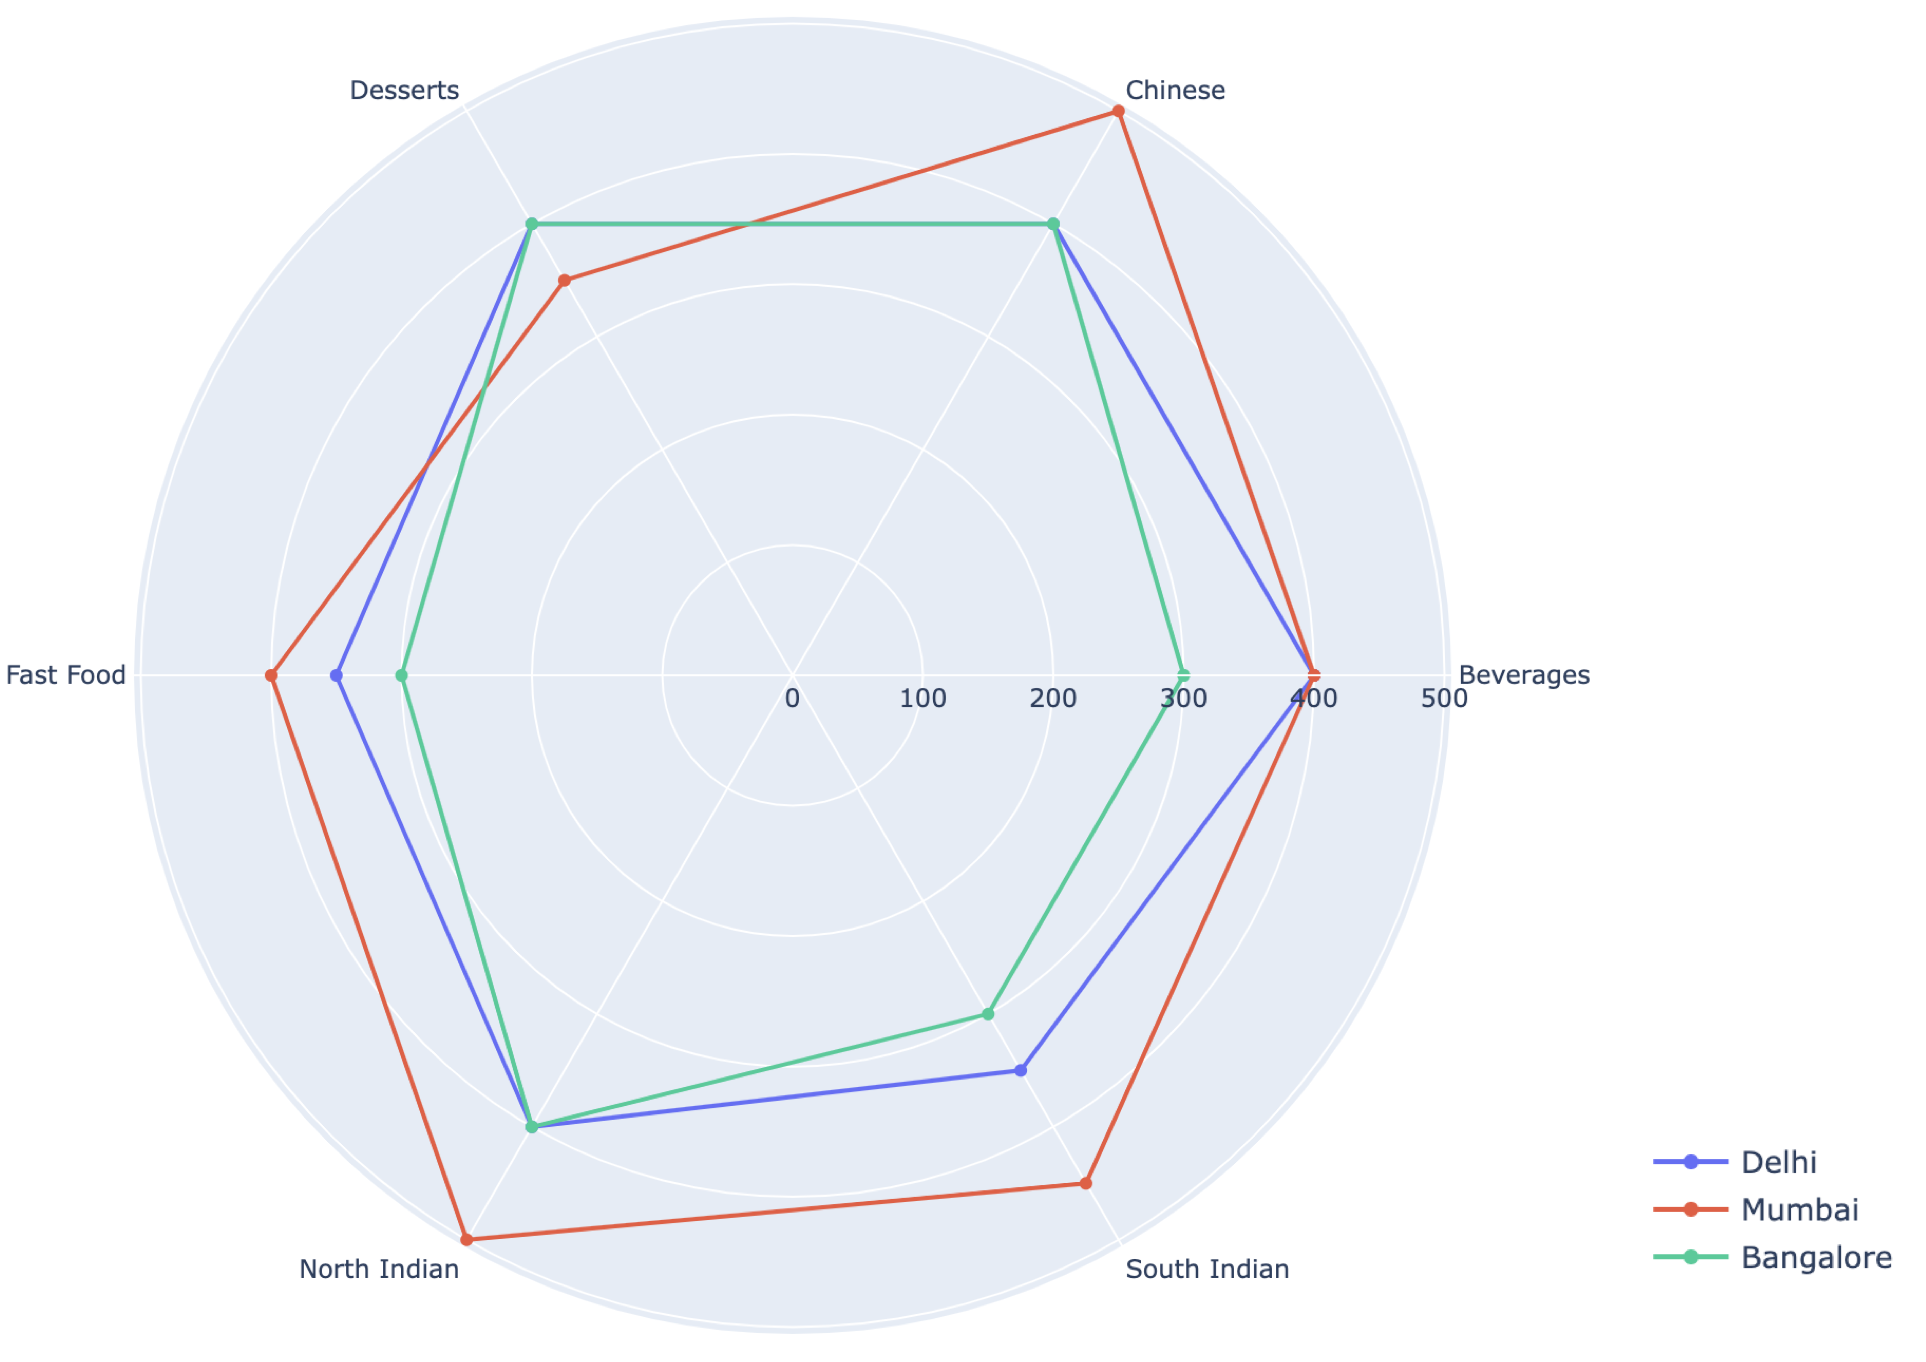 Desserts
Chinese
Fast Food
Beverages
0
100
200
300
400
500
North Indian
South Indian
Delhi
Mumbai
Bangalore